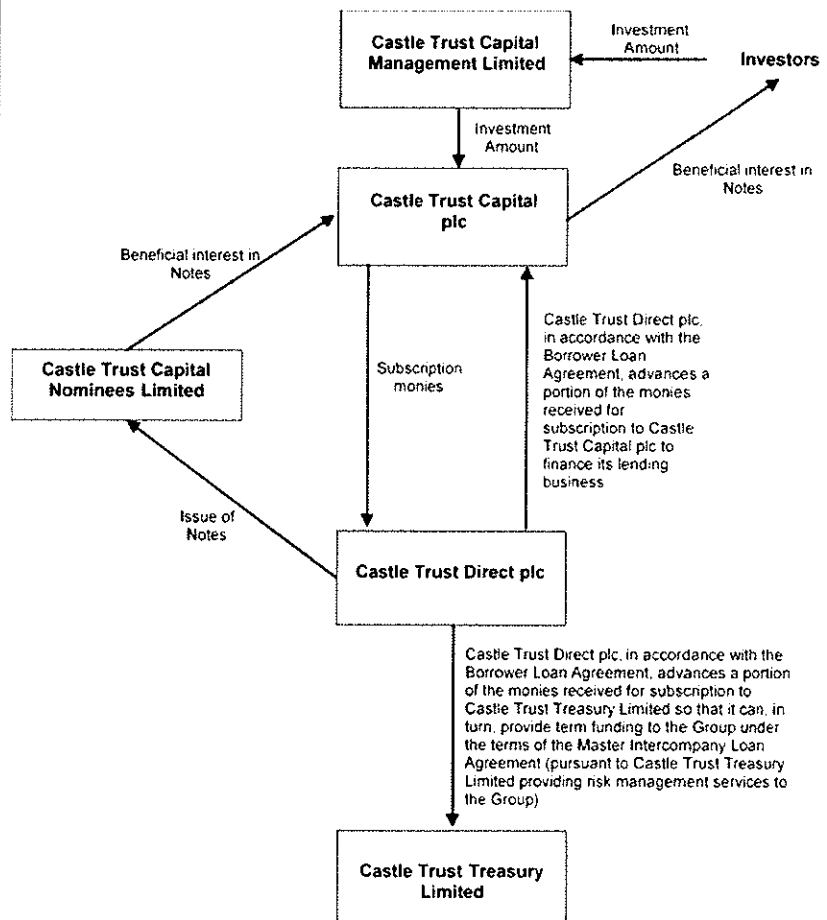 Castle Trust Capital
Management Limited
Investment
Amount
Investors
Investment
Amount
Beneficial interest in
Notes
Castle Trust Capital
plc
Beneficial interest in
Notes
Castle Trust Capital
Nominees Limited
Subscription
monies
Castle Trust Direct plc,
in accordance with the
Borrower Loan
Agreement, advances a
portion of the monies
received for
subscription to Castle
Trust Capital plc to
finance its lending
business
Issue of
Notes
Castle Trust Direct plc
Castle Trust Direct plc, in accordance with the
Borrower Loan Agreement, advances a portion
of the monies received for subscription to
Castle Trust Treasury Limited so that it can, in
turn, provide term funding to the Group under
the terms of the Master Intercompany Loan
Agreement (pursuant to Castle Trust Treasury
Limited providing risk management services to
the Group)
Castle Trust Treasury
Limited